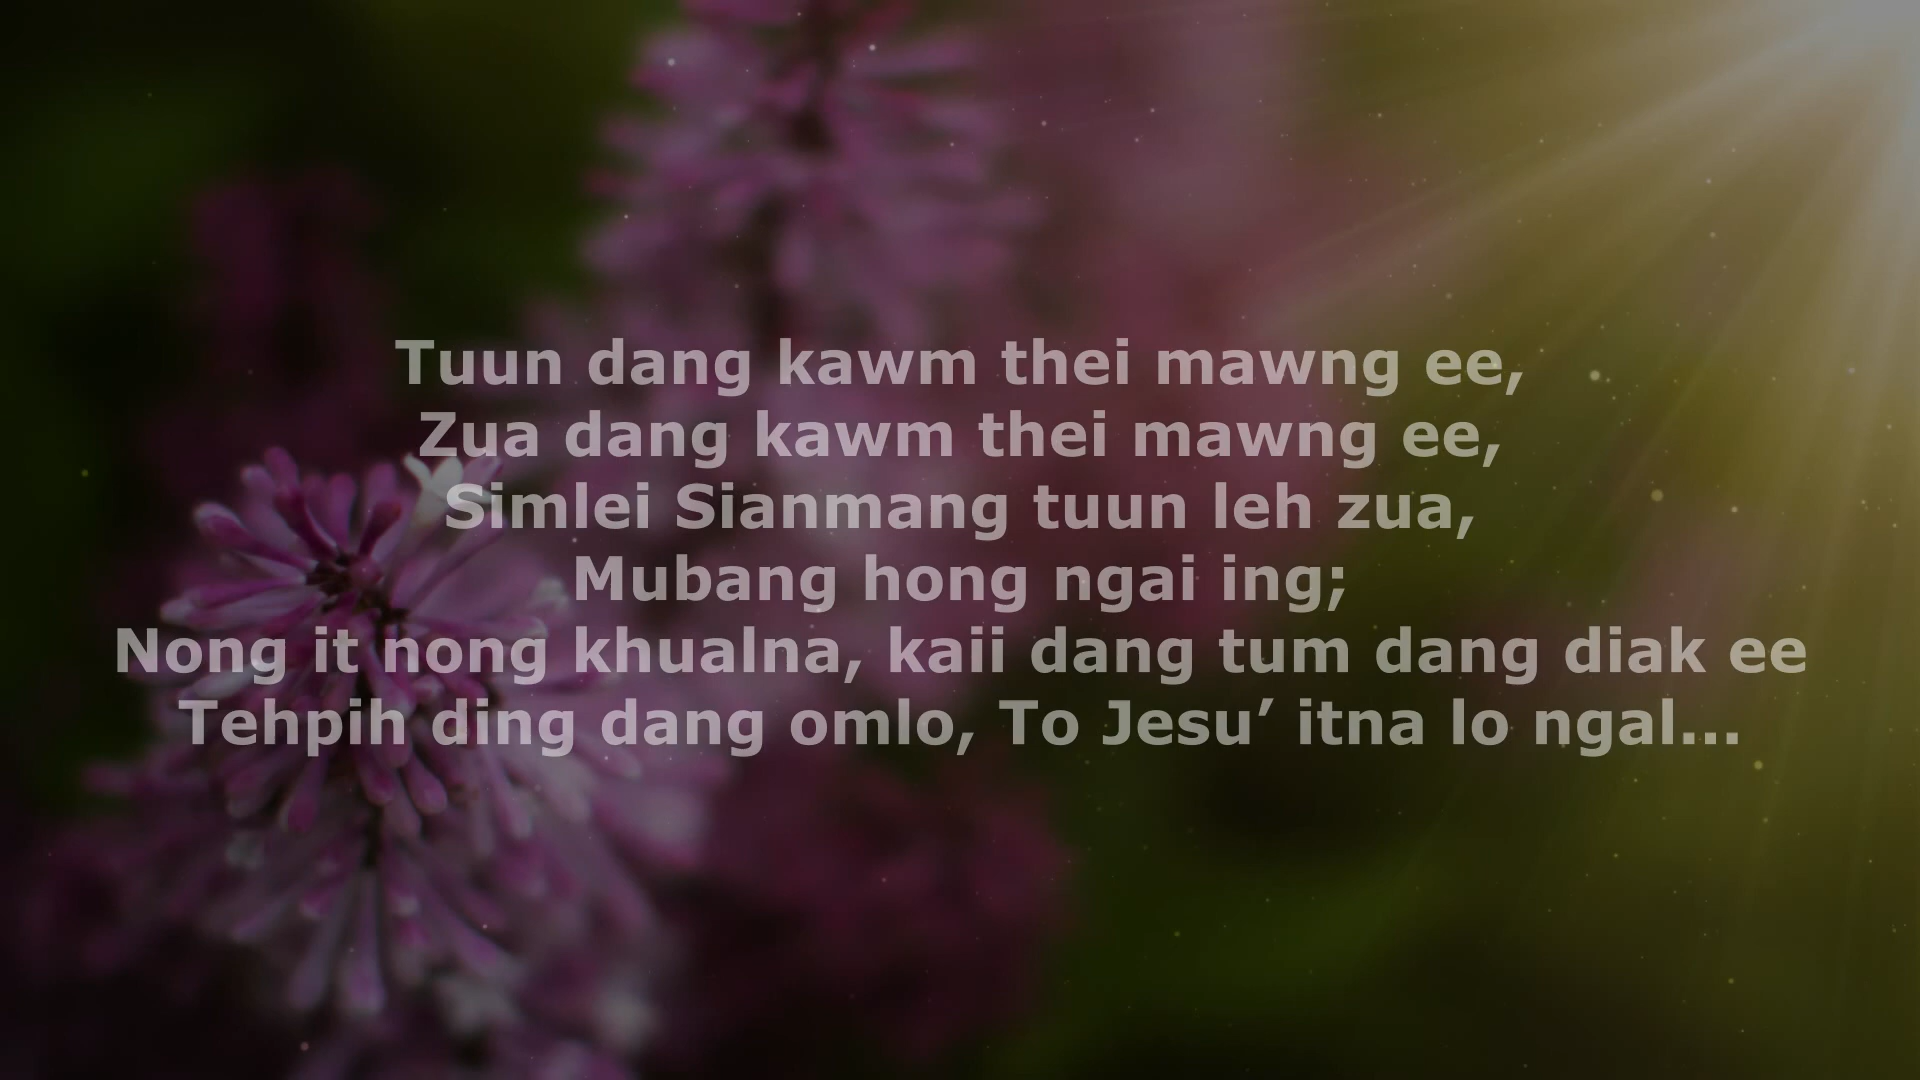 Tuun dang kawm thei mawng ee,
Zua dang kawm thei mawng ee,
Simlei Sianmang tuun leh zua,
Mubang hong ngai ing;
Nong it nong khualna, kaii dang tum dang diak ee
Tehpih ding dang omlo, To Jesu’ itna lo ngal...